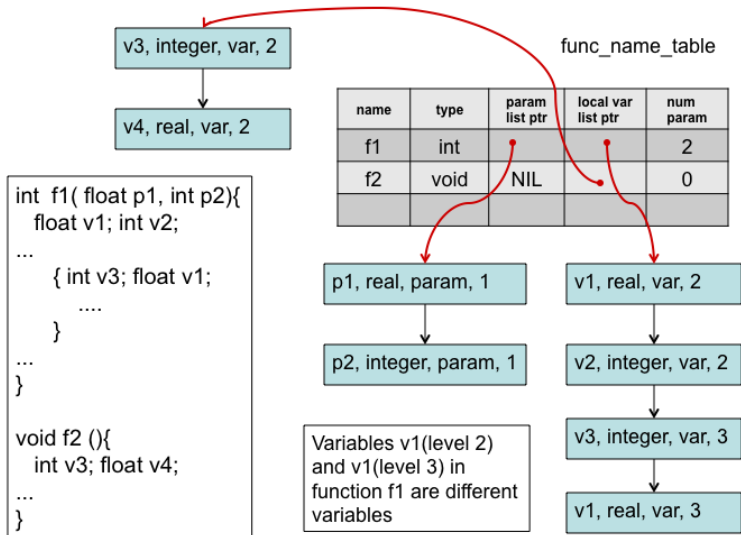 v3, integer, var, 2
func_name_table
v4, real, var, 2
name type param list ptr local var list ptr num param
f1 int 2
f2 void NIL 0
int f1( float p1, int p2){
float v1; int v2;
...
{ int v3; float v1;
....
}
...
}
void f2 (){
int v3; float v4;
...
}
p1, real, param, 1
p2, integer, param, 1
v1, real, var, 2
v2, integer, var, 2
v3, integer, var, 3
v1, real, var, 3
Variables v1(level 2)
and v1(level 3) in
function f1 are different
variables